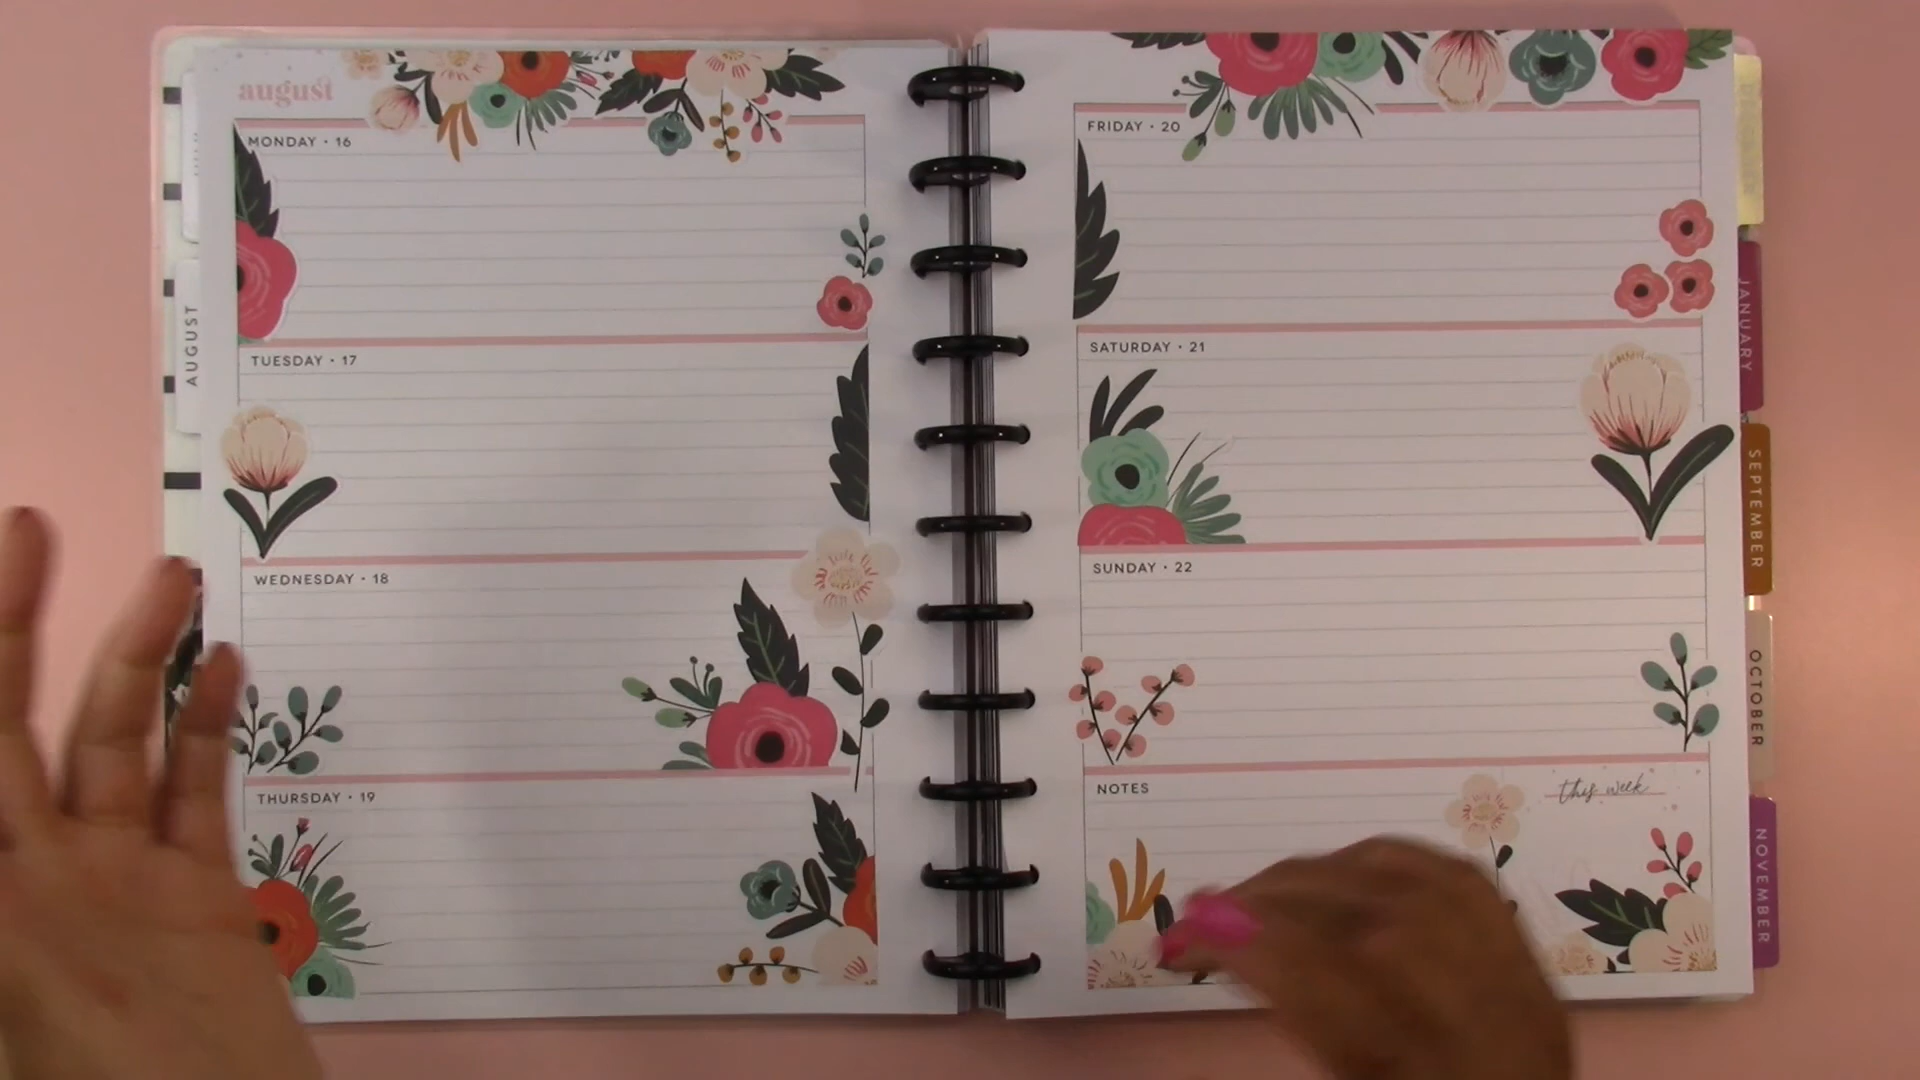 august
MONDAY · 16
TUESDAY · 17
WEDNESDAY · 18
THURSDAY · 19
FRIDAY · 20
SATURDAY · 21
SUNDAY · 22
NOTES
this week
AUGUST
JANUARY
SEPTEMBER
OCTOBER
NOVEMBER